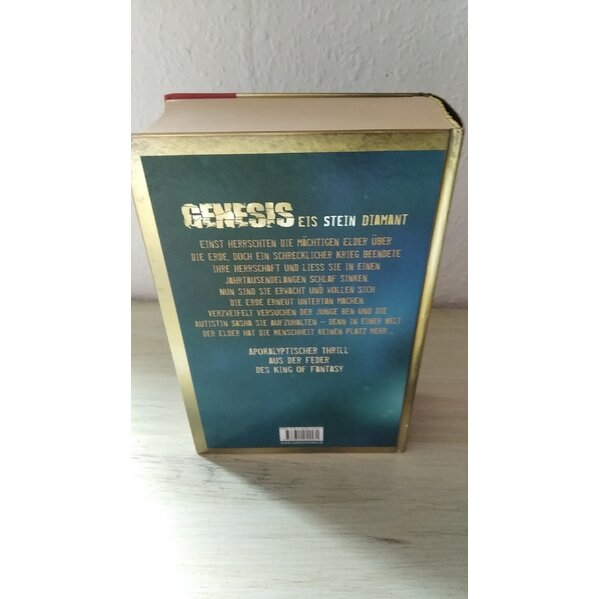 GENESIS EIS STEIN DIAMANT
EINST HERRSCHTEN DIE MÄCHTIGEN ELDER ÜBER
DIE ERDE, DOCH EIN SCHRECKLICHER KRIEG BEENDETE
IHRE HERRSCHAFT UND LIESS SIE IN EINEN
JAHRTAUSENDELANGEN SCHLAF SINKEN.
NUN SIND SIE ERWACHT UND WOLLEN SICH
DIE ERDE ERNEUT UNTERTAN MACHEN.
VERZWEIFELT VERSUCHEN DER JUNGE BEN UND DIE
AUTISTIN SASHA SIE AUFZUHALTEN – DENN IN EINER WELT
DER ELDER HAT DIE MENSCHHEIT KEINEN PLATZ MEHR...
APOKALYPTISCHER THRILL
AUS DER FEDER
DES KING OF FANTASY